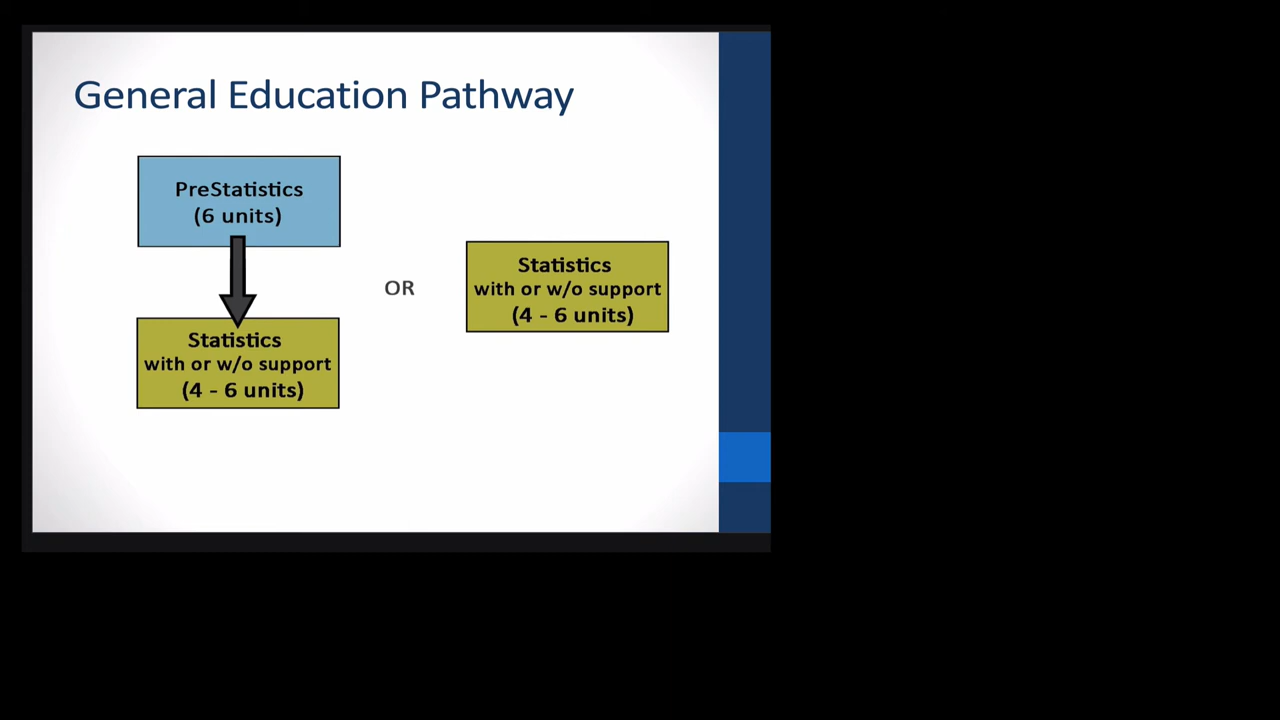 General Education Pathway
PreStatistics
(6 units)
Statistics
with or w/o support
(4 - 6 units)
OR
Statistics
with or w/o support
(4 - 6 units)